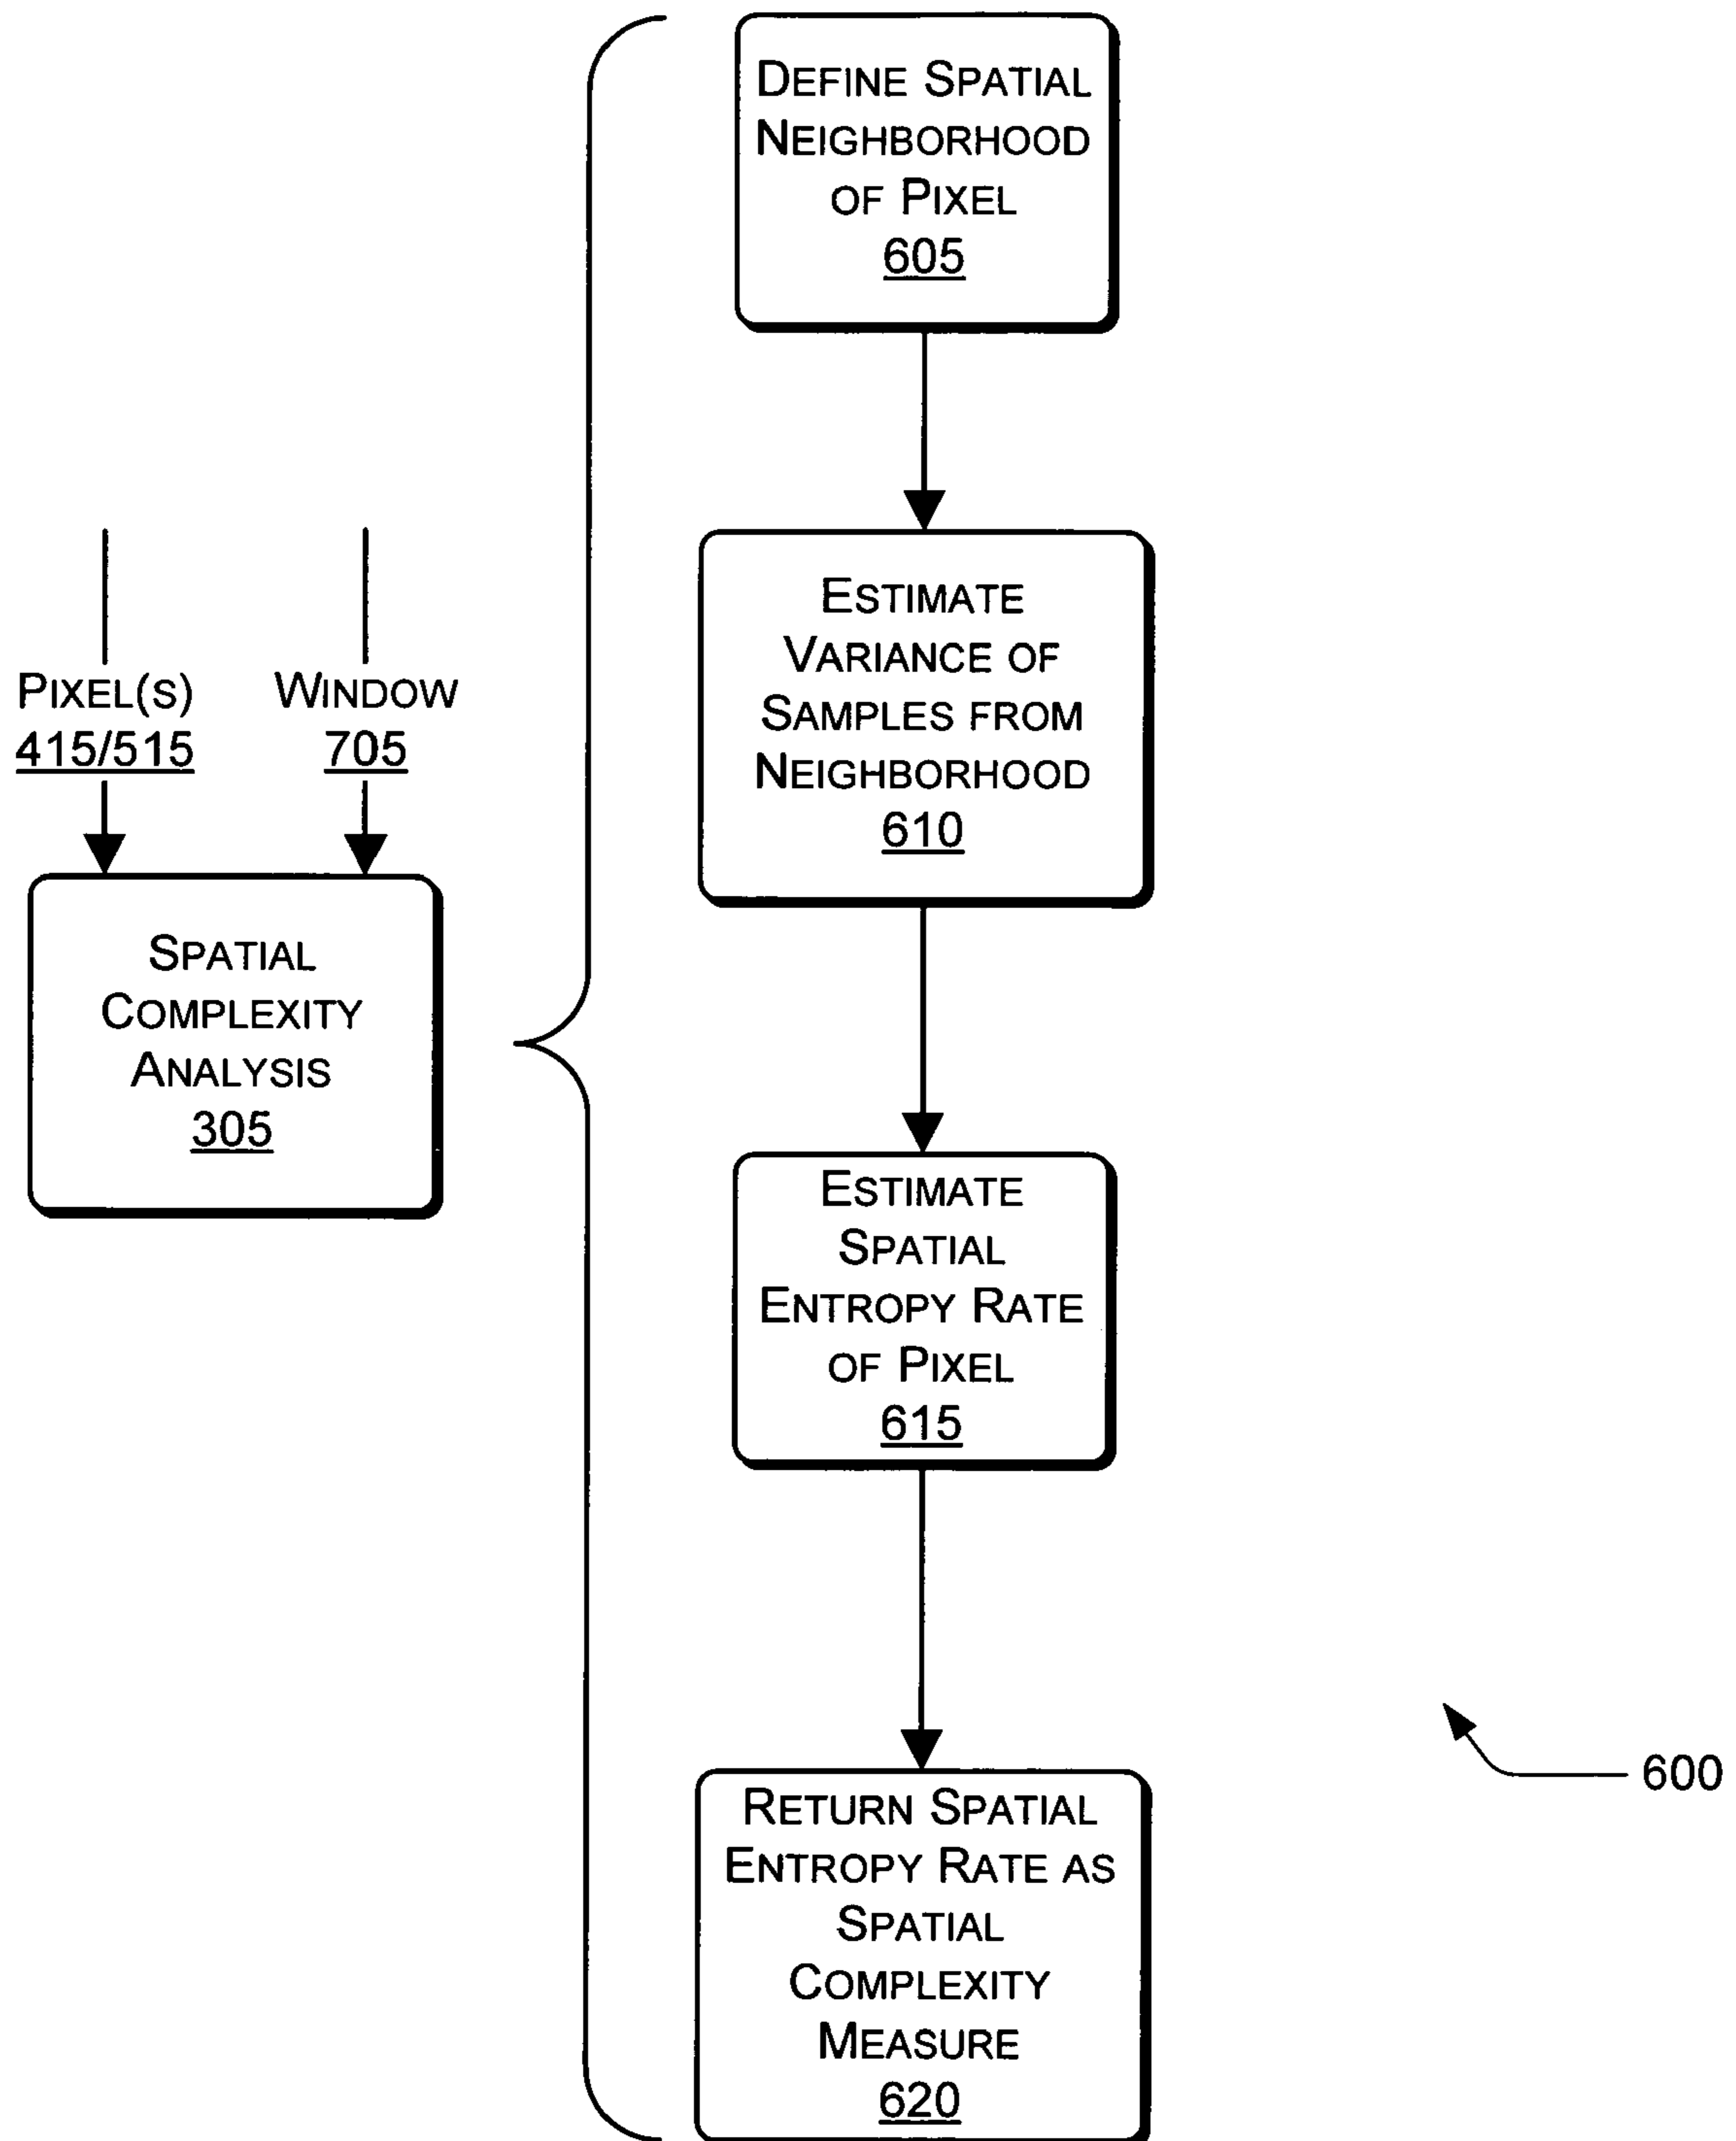 DEFINE SPATIAL
NEIGHBORHOOD
OF PIXEL
605
ESTIMATE
VARIANCE OF
SAMPLES FROM
NEIGHBORHOOD
610
PIXEL(S)
415/515
WINDOW
705
SPATIAL
COMPLEXITY
ANALYSIS
305
ESTIMATE
SPATIAL
ENTROPY RATE
OF PIXEL
615
RETURN SPATIAL
ENTROPY RATE AS
SPATIAL
COMPLEXITY
MEASURE
620
600